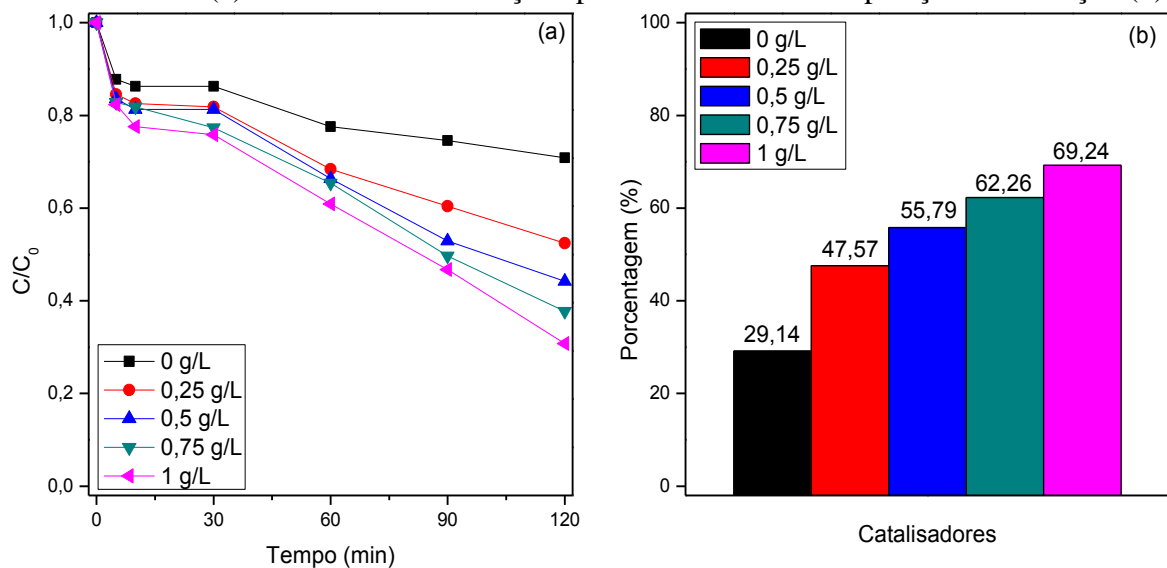 (a)
1,0
0,8
0,6
0,4
0,2
0,0
C/C0
0 g/L
0,25 g/L
0,5 g/L
0,75 g/L
1 g/L
0 30 60 90 120
Tempo (min)
(b)
100
80
60
40
20
0
Porcentagem (%)
0 g/L
0,25 g/L
0,5 g/L
0,75 g/L
1 g/L
29,14
47,57
55,79
62,26
69,24
Catalisadores